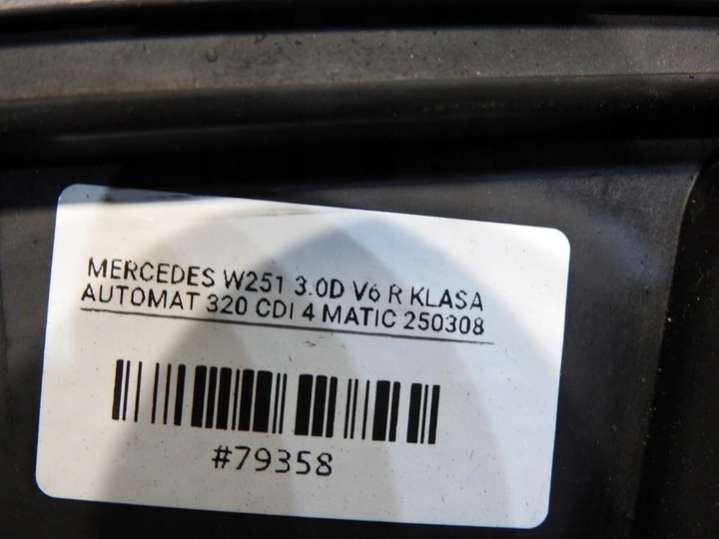 MERCEDES W251 3.0D V6 R KLASA
AUTOMAT 320 CDI 4 MATIC 250308
#79358